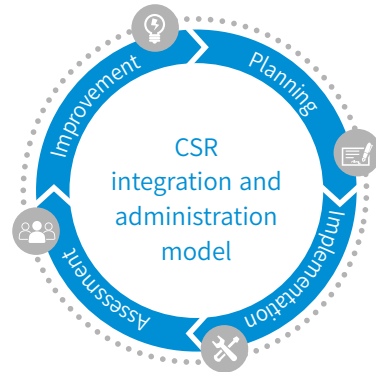 Improvement
Planning
CSR
integration and
administration
model
Assessment
Implementation